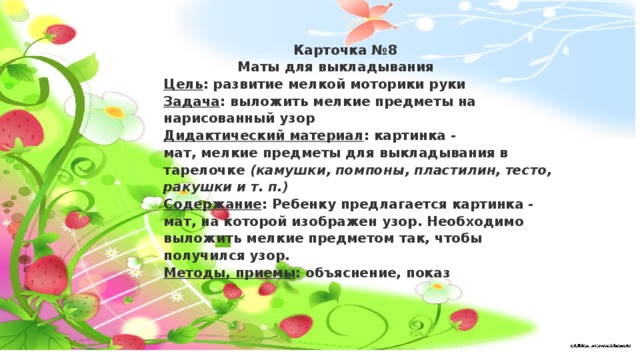 Карточка №8
Маты для выкладывания
Цель: развитие мелкой моторики руки
Задача: выложить мелкие предметы на
нарисованный узор
Дидактический материал: картинка -
мат, мелкие предметы для выкладывания в
тарелочке (камушки, помпоны, пластилин, тесто,
ракушки и т. п.)
Содержание: Ребенку предлагается картинка -
мат, на которой изображен узор. Необходимо
выложить мелкие предметом так, чтобы
получился узор.
Методы, приемы: объяснение, показ